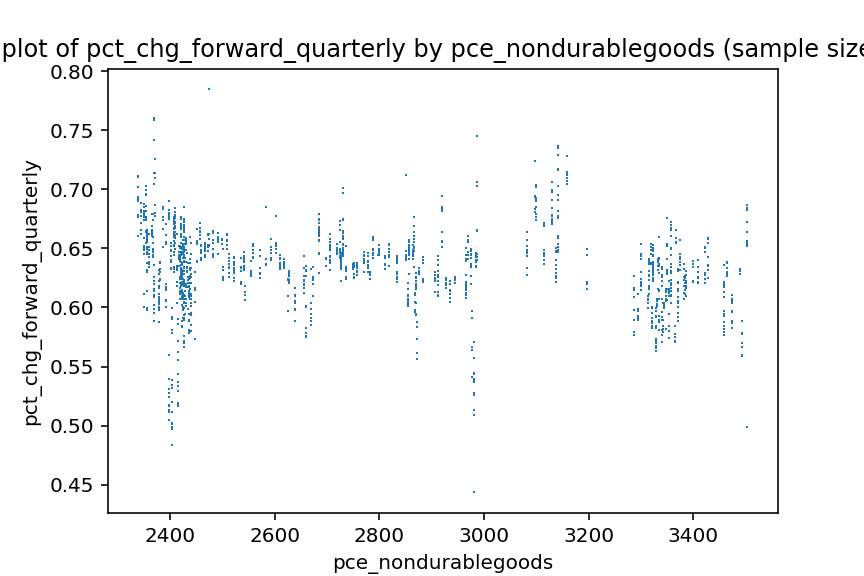 plot of pct_chg_forward_quarterly by pce_nondurablegoods (sample size
0.80
0.75
0.70
0.65
0.60
0.55
0.50
0.45
pct_chg_forward_quarterly
2400 2600 2800 3000 3200 3400
pce_nondurablegoods